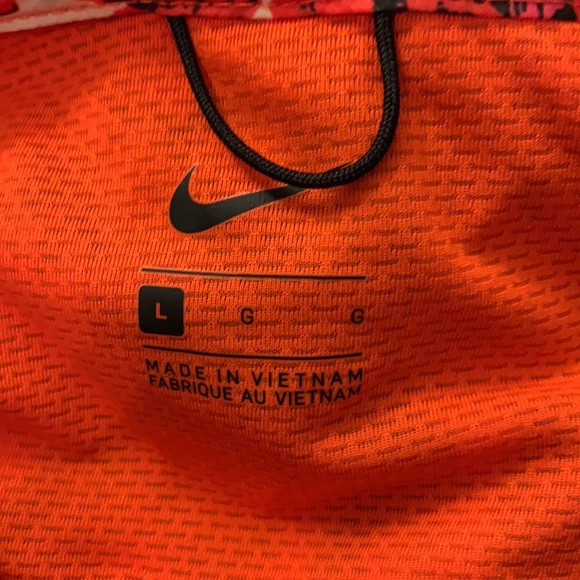 L G G
MADE IN VIETNAM
FABRIQUE AU VIETNAM